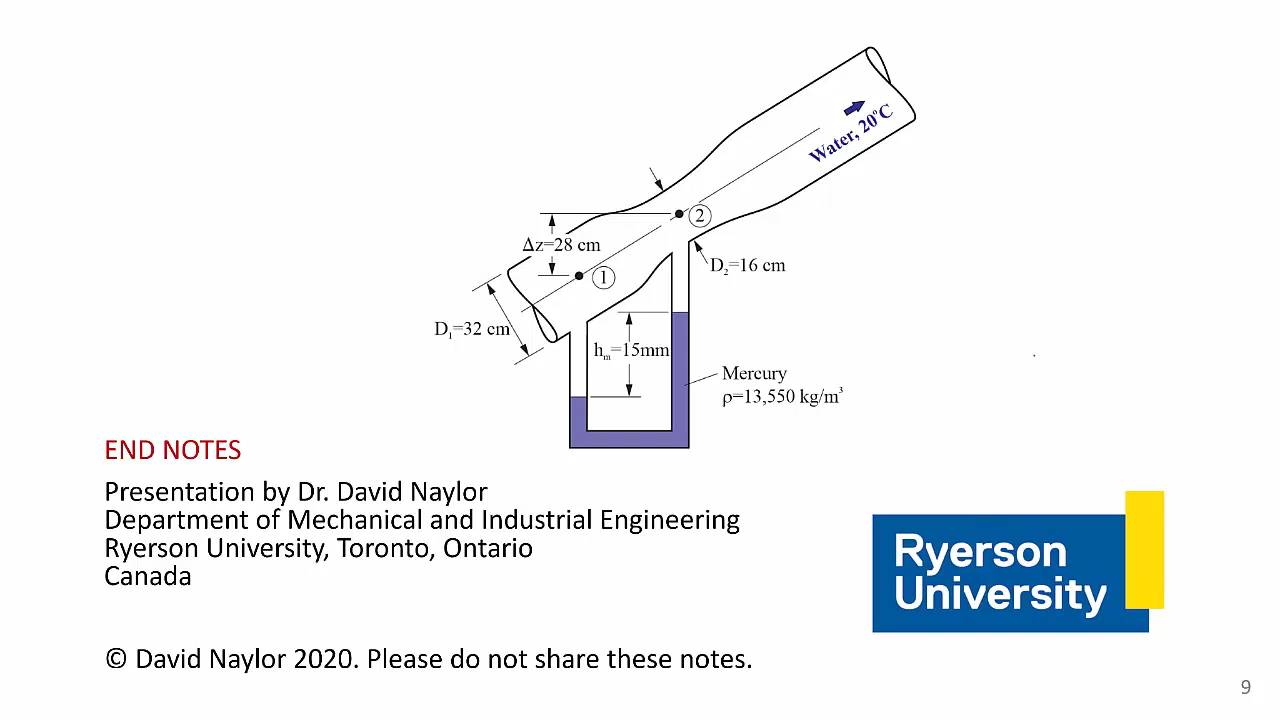 Water, 20°C
2
Δz=28 cm
1
D₂=16 cm
D₁=32 cm
hₘ=15mm
Mercury
ρ=13,550 kg/m³
END NOTES
Presentation by Dr. David Naylor
Department of Mechanical and Industrial Engineering
Ryerson University, Toronto, Ontario
Canada
Ryerson
University
© David Naylor 2020. Please do not share these notes.
9